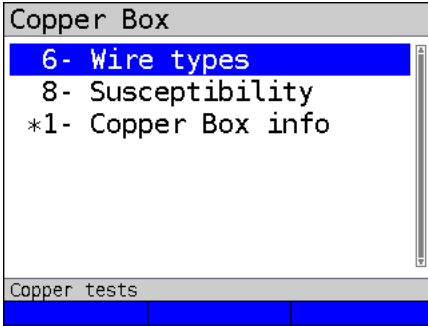 Copper Box
6- Wire types
8- Susceptibility
*1- Copper Box info
Copper tests